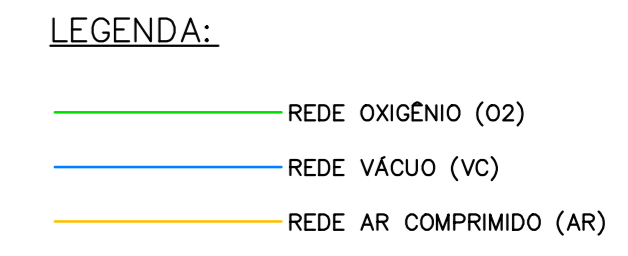 LEGENDA:
REDE OXIGÊNIO (O2)
REDE VÁCUO (VC)
REDE AR COMPRIMIDO (AR)